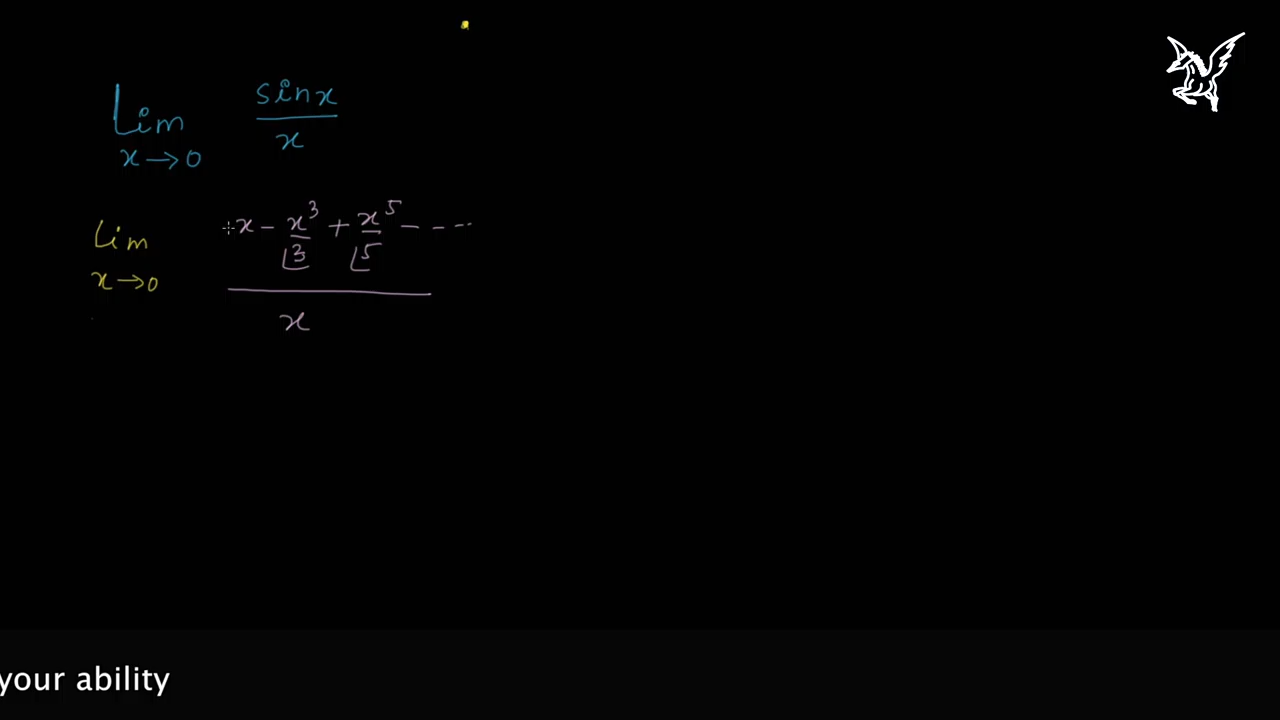 Lim sinx
x→0 x
Lim x - x³/⌊3 + x⁵/⌊5 - - --
x→0
x
your ability